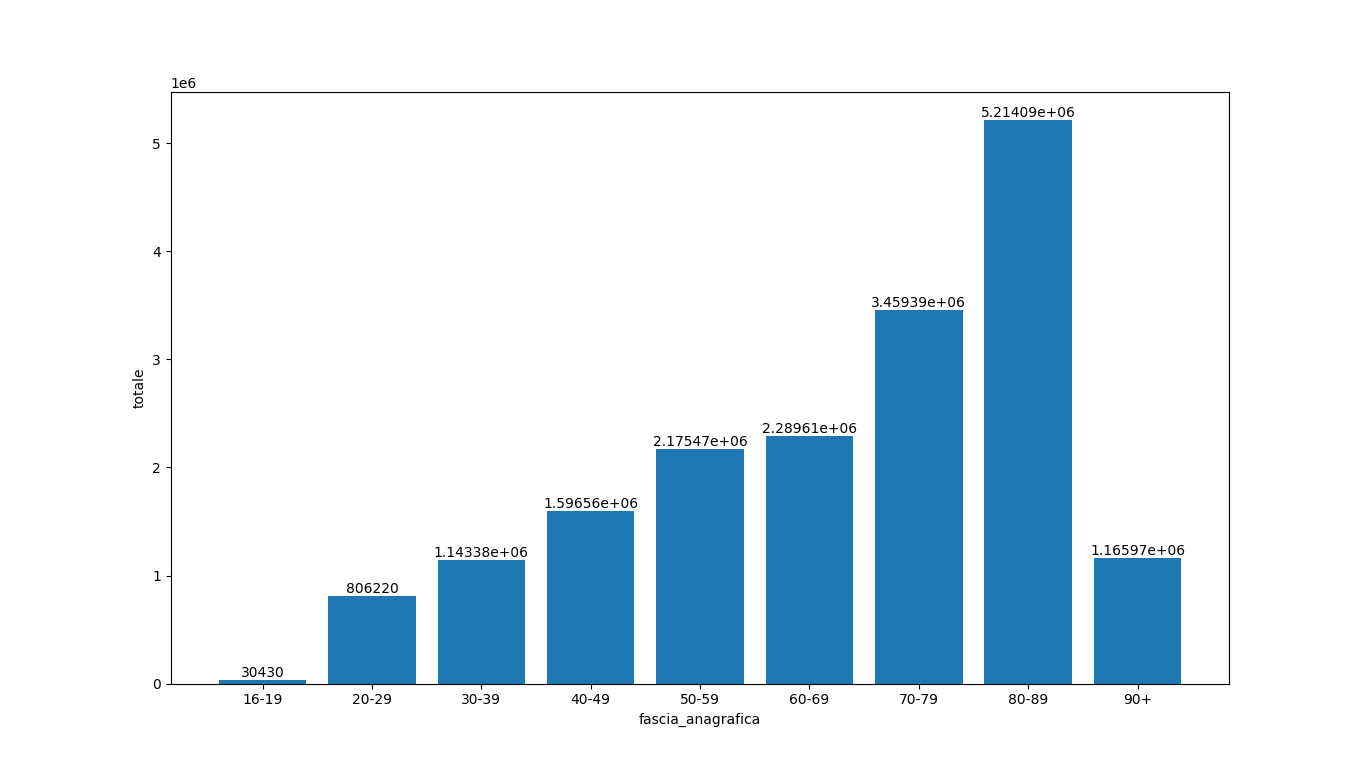 1e6
5.21409e+06
5
4
3.45939e+06
3
totale
2.28961e+06
2.17547e+06
2
1.59656e+06
1.14338e+06
1.16597e+06
1
806220
30430
0
16-19 20-29 30-39 40-49 50-59 60-69 70-79 80-89 90+
fascia_anagrafica